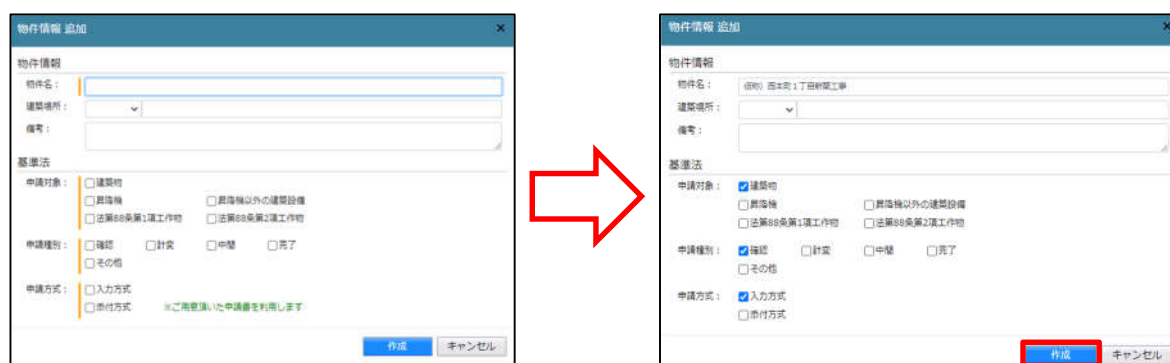 物件情報 追加
×
物件情報
物件名：
建築場所：
備考：
基準法
申請対象： 建築物
昇降機 昇降機以外の建築設備
法第88条第1項工作物 法第88条第2項工作物
申請種別： 確認 計変 中間 完了
その他
申請方式： 入力方式
添付方式 ※ご用意頂いた申請書を利用します
作成 キャンセル
物件情報 追加
×
物件情報
物件名： (仮称) 西本町１丁目新築工事
建築場所：
備考：
基準法
申請対象： 建築物
昇降機 昇降機以外の建築設備
法第88条第1項工作物 法第88条第2項工作物
申請種別： 確認 計変 中間 完了
その他
申請方式： 入力方式
添付方式
作成 キャンセル